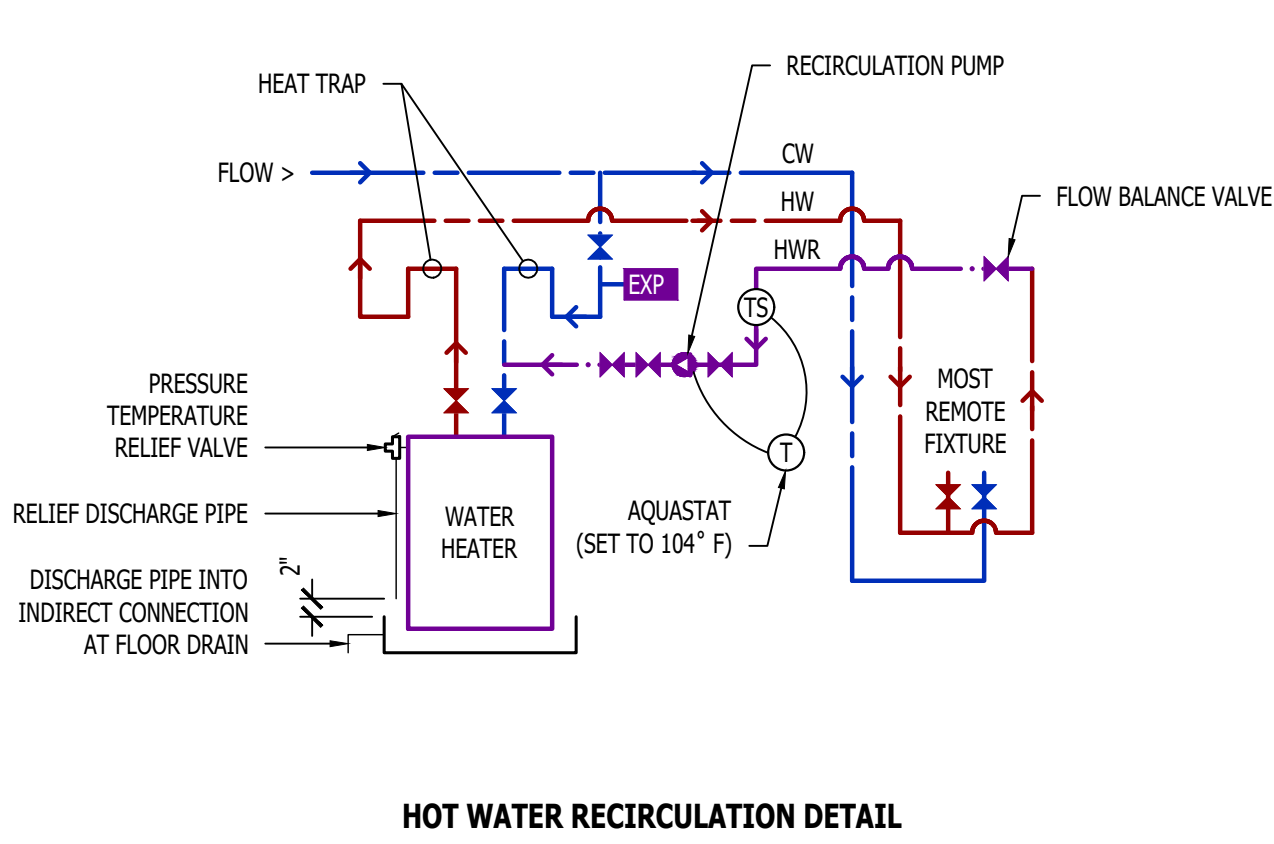 RECIRCULATION PUMP
HEAT TRAP
CW
FLOW >
HW
FLOW BALANCE VALVE
HWR
EXP
TS
MOST
REMOTE
FIXTURE
PRESSURE
TEMPERATURE
RELIEF VALVE
T
RELIEF DISCHARGE PIPE
WATER
HEATER
AQUASTAT
(SET TO 104° F)
2"
DISCHARGE PIPE INTO
INDIRECT CONNECTION
AT FLOOR DRAIN
HOT WATER RECIRCULATION DETAIL